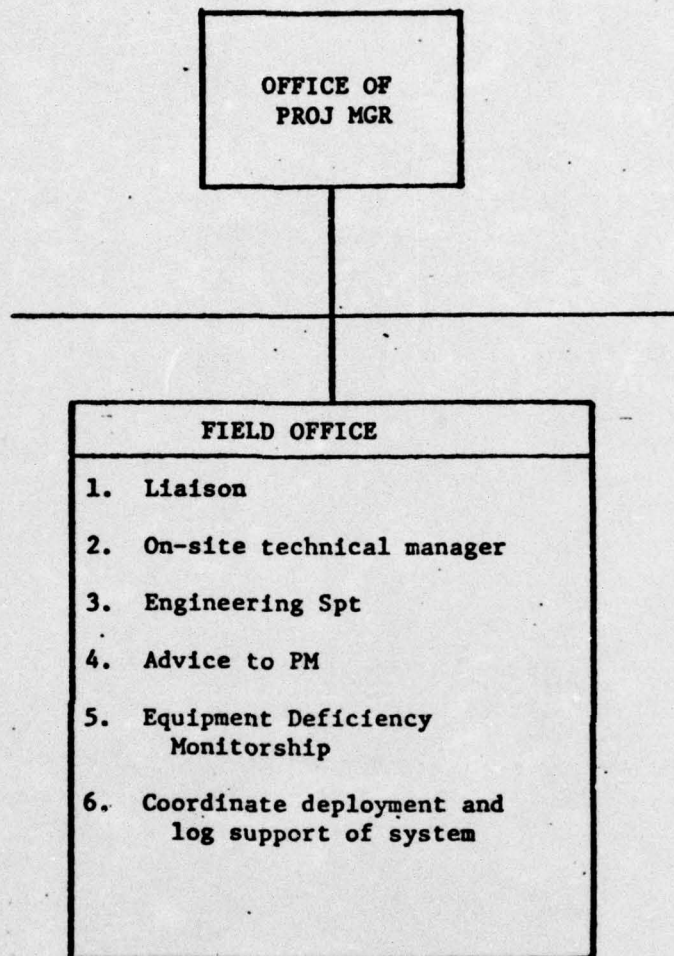 OFFICE OF
PROJ MGR
FIELD OFFICE
1. Liaison
2. On-site technical manager
3. Engineering Spt
4. Advice to PM
5. Equipment Deficiency
Monitorship
6. Coordinate deployment and
log support of system